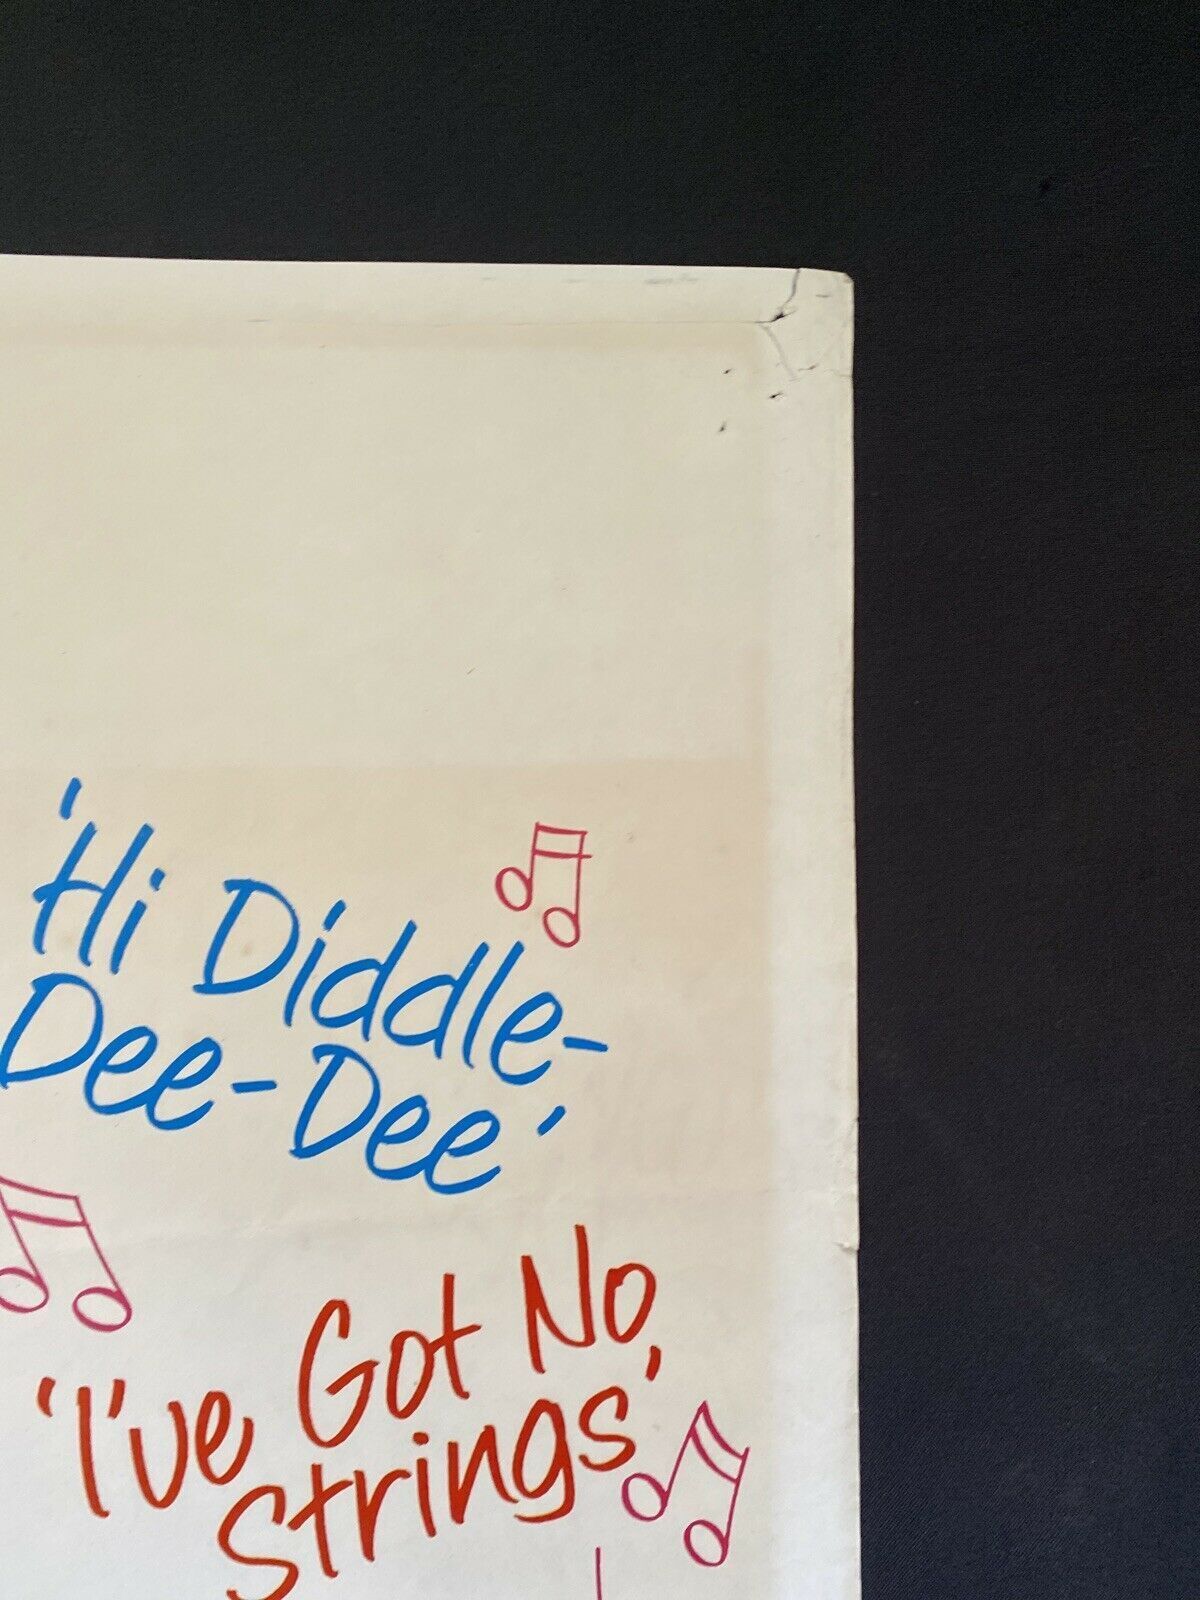 'Hi Diddle-
Dee-Dee'
'I've Got No
Strings'